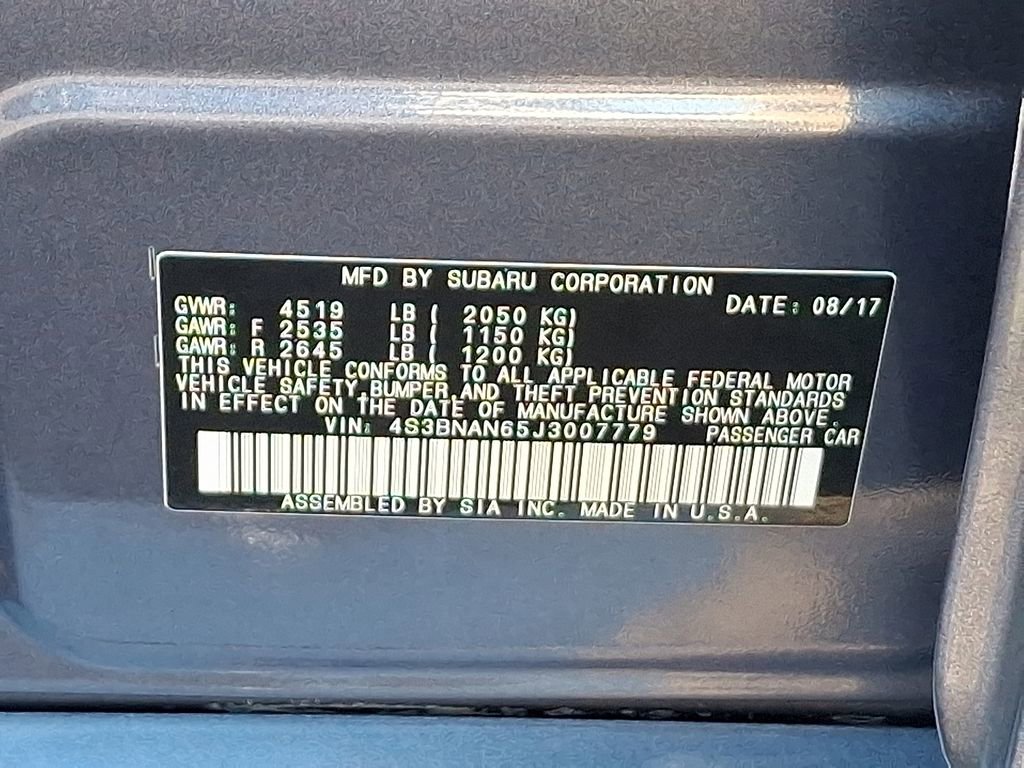 MFD BY SUBARU CORPORATION
DATE: 08/17
GVWR: 4519 LB ( 2050 KG)
GAWR: F 2535 LB ( 1150 KG)
GAWR: R 2645 LB ( 1200 KG)
THIS VEHICLE CONFORMS TO ALL APPLICABLE FEDERAL MOTOR
VEHICLE SAFETY,BUMPER,AND THEFT PREVENTION STANDARDS
IN EFFECT ON THE DATE OF MANUFACTURE SHOWN ABOVE.
VIN: 4S3BNAN65J3007779 PASSENGER CAR
ASSEMBLED BY SIA INC. MADE IN U.S.A.